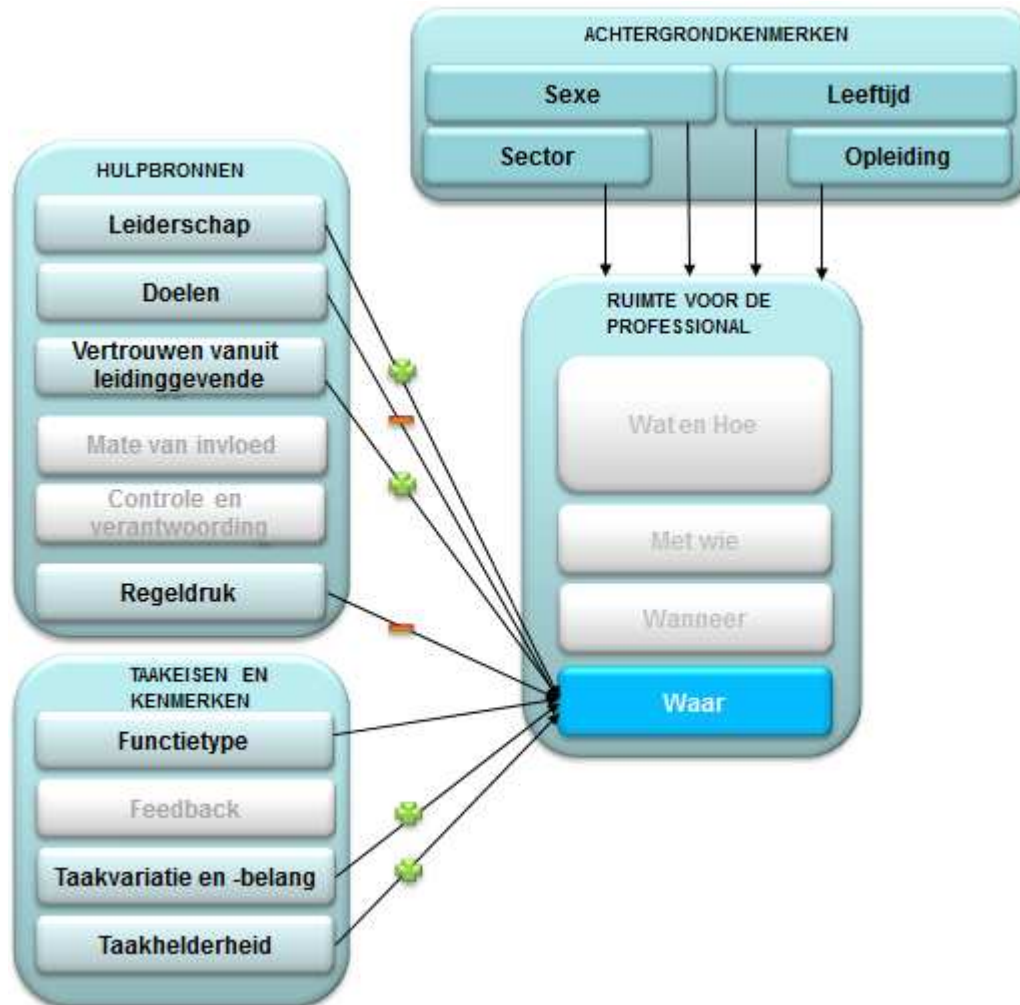 ACHTERGRONDKENMERKEN
Sexe
Leeftijd
Sector
Opleiding
HULPBRONNEN
Leiderschap
Doelen
Vertrouwen vanuit
leidinggevende
Mate van invloed
Controle en
verantwoording
Regeldruk
TAAKEISEN EN
KENMERKEN
Functietype
Feedback
Taakvariatie en -belang
Taakhelderheid
RUIMTE VOOR DE
PROFESSIONAL
Wat en Hoe
Met wie
Wanneer
Waar